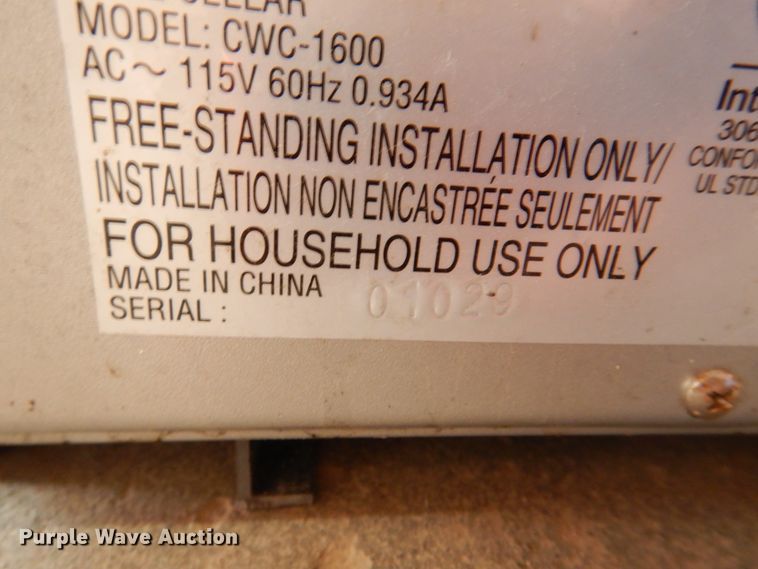 CELLAR
MODEL: CWC-1600
AC~ 115V 60Hz 0.934A
FREE-STANDING INSTALLATION ONLY/
INSTALLATION NON ENCASTRÉE SEULEMENT
FOR HOUSEHOLD USE ONLY
MADE IN CHINA
SERIAL : 01029
Int
306
CONFO
UL STD
Purple Wave Auction